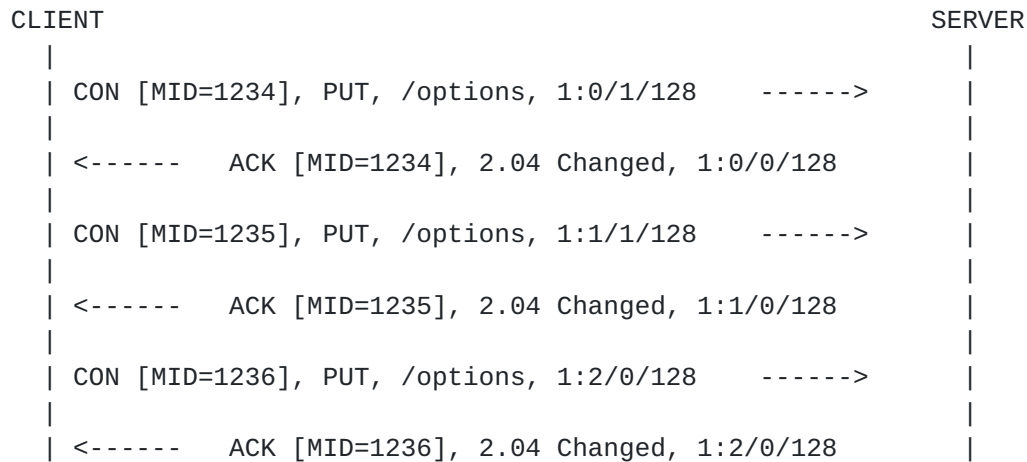 CLIENT                                                     SERVER
  |                                                          |
  | CON [MID=1234], PUT, /options, 1:0/1/128    ------>      |
  |                                                          |
  | <------   ACK [MID=1234], 2.04 Changed, 1:0/0/128        |
  |                                                          |
  | CON [MID=1235], PUT, /options, 1:1/1/128    ------>      |
  |                                                          |
  | <------   ACK [MID=1235], 2.04 Changed, 1:1/0/128        |
  |                                                          |
  | CON [MID=1236], PUT, /options, 1:2/0/128    ------>      |
  |                                                          |
  | <------   ACK [MID=1236], 2.04 Changed, 1:2/0/128        |